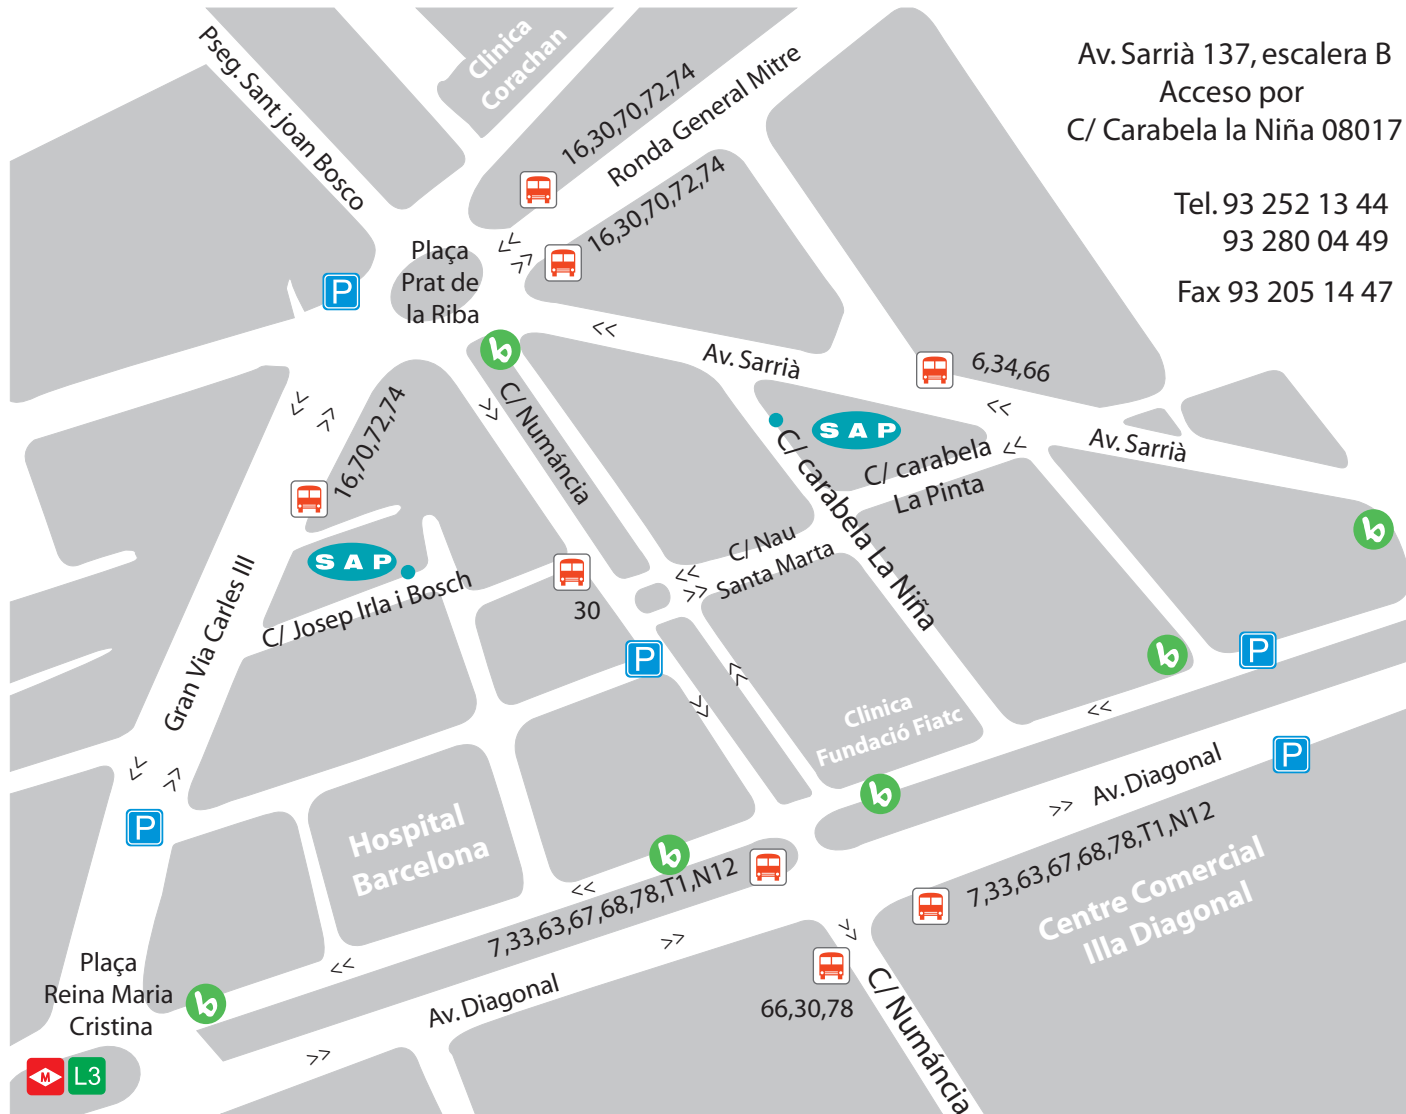 Av. Sarrià 137, escalera B
Acceso por
C/ Carabela la Niña 08017
Tel. 93 252 13 44
93 280 04 49
Fax 93 205 14 47
Pseg. Sant joan Bosco
Clinica
Corachan
16,30,70,72,74
Ronda General Mitre
16,30,70,72,74
Plaça
Prat de
la Riba
P
b
Av. Sarrià
6,34,66
Av. Sarrià
16,70,72,74
C/ Numáncia
SAP
C/ carabela
La Pinta
C/ carabela La Niña
b
C/ Nau
Santa Marta
SAP
C/ Josep Irla i Bosch
30
Gran Via Carles III
P
b
P
Clinica
Fundació Fiatc
P
Av. Diagonal
b
P
Hospital
Barcelona
b
7,33,63,67,68,78,T1,N12
7,33,63,67,68,78,T1,N12
Centre Comercial
Illa Diagonal
Plaça
Reina Maria
Cristina
b
Av. Diagonal
66,30,78
C/ Numáncia
M
L3